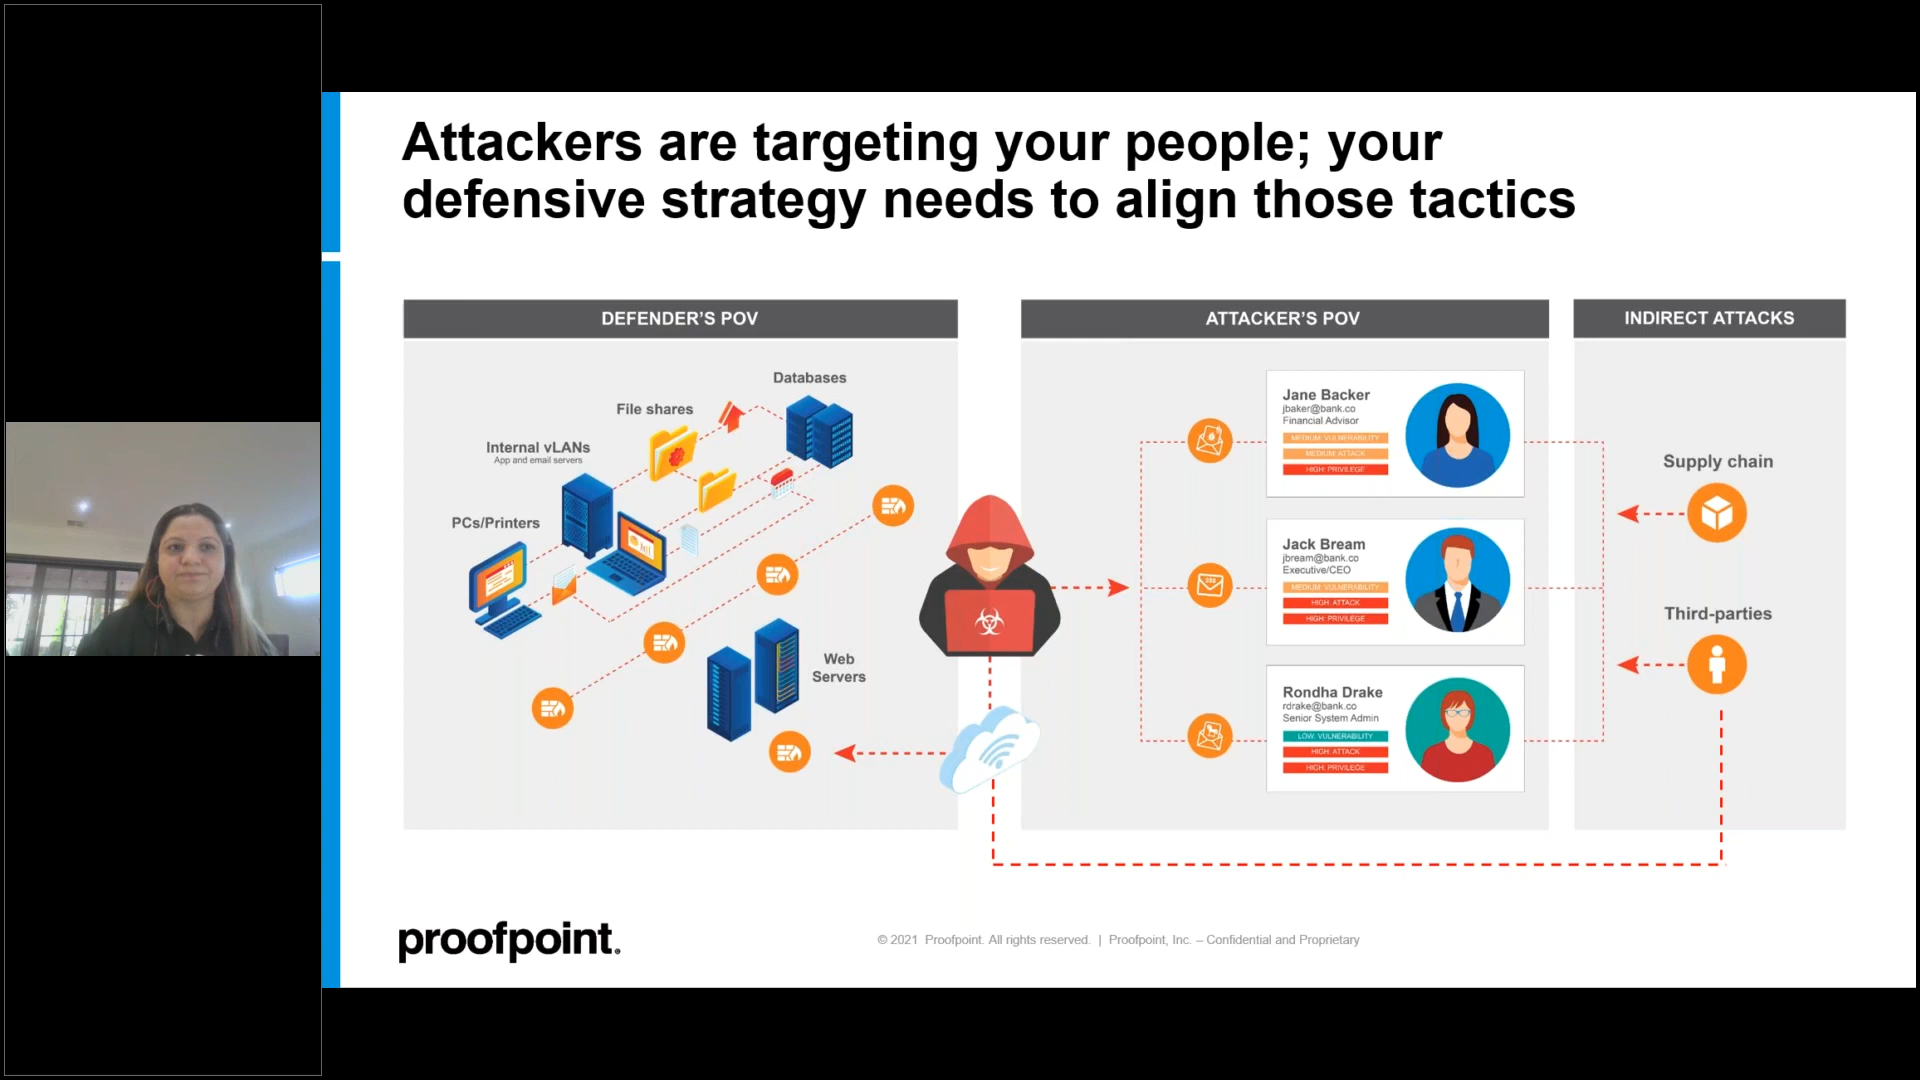 Attackers are targeting your people; your
defensive strategy needs to align those tactics
DEFENDER'S POV
Databases
File shares
Internal vLANs
App and email servers
PCs/Printers
Web
Servers
ATTACKER'S POV
Jane Backer
jbaker@bank.co
Financial Advisor
MEDIUM: VULNERABILITY
MEDIUM: ATTACK
HIGH: PRIVILEGE
Jack Bream
jbream@bank.co
Executive/CEO
MEDIUM: VULNERABILITY
HIGH: ATTACK
HIGH: PRIVILEGE
Rondha Drake
rdrake@bank.co
Senior System Admin
LOW: VULNERABILITY
HIGH: ATTACK
HIGH: PRIVILEGE
INDIRECT ATTACKS
Supply chain
Third-parties
proofpoint.
© 2021 Proofpoint. All rights reserved. | Proofpoint, Inc. – Confidential and Proprietary